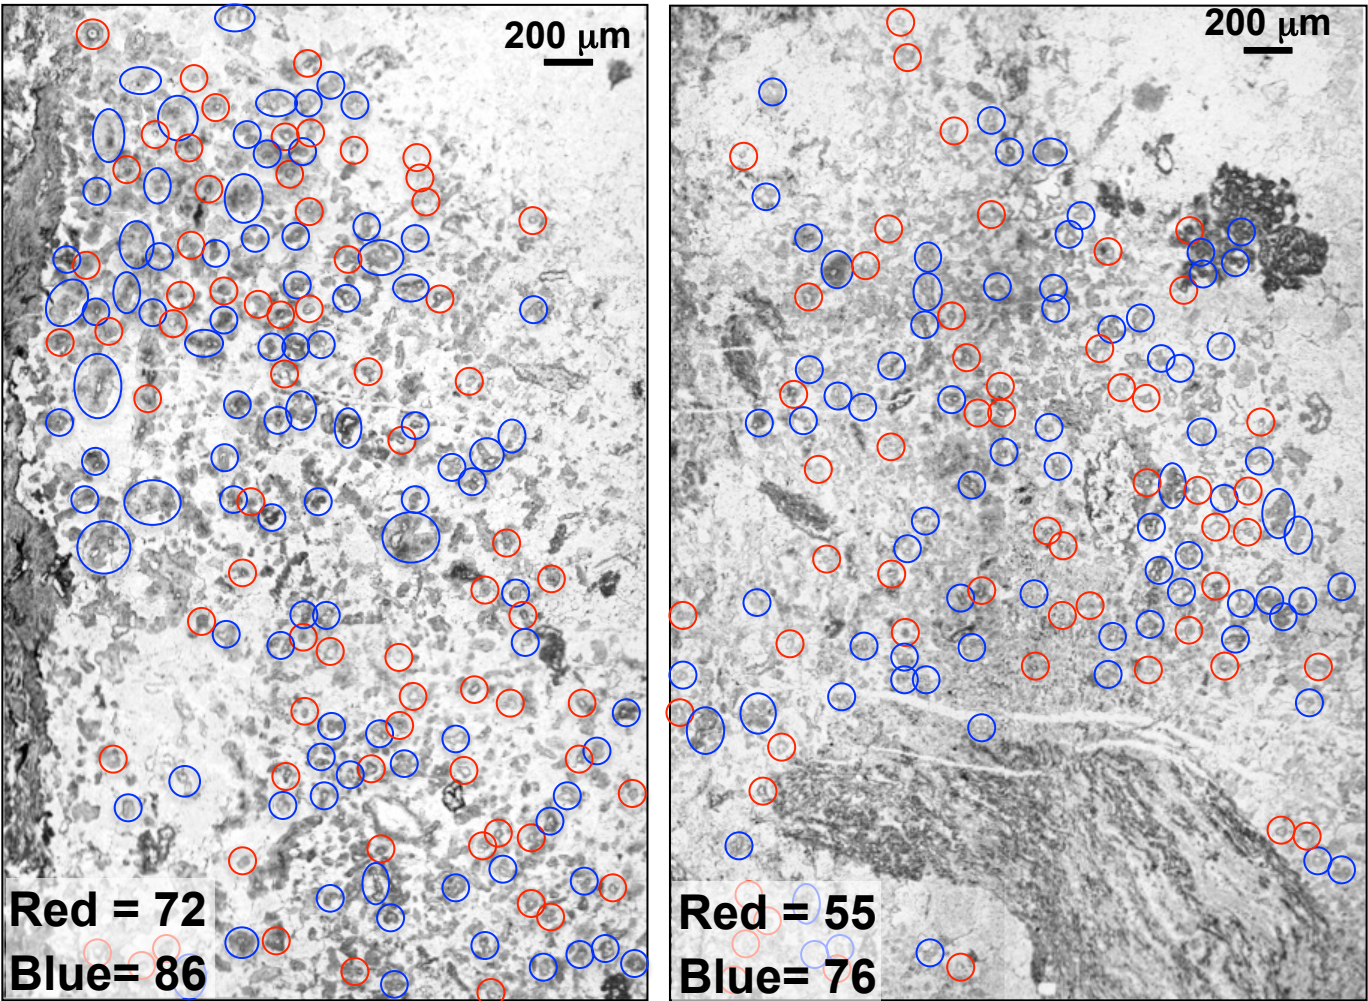 200 μm
Red = 72
Blue= 86
200 μm
Red = 55
Blue= 76